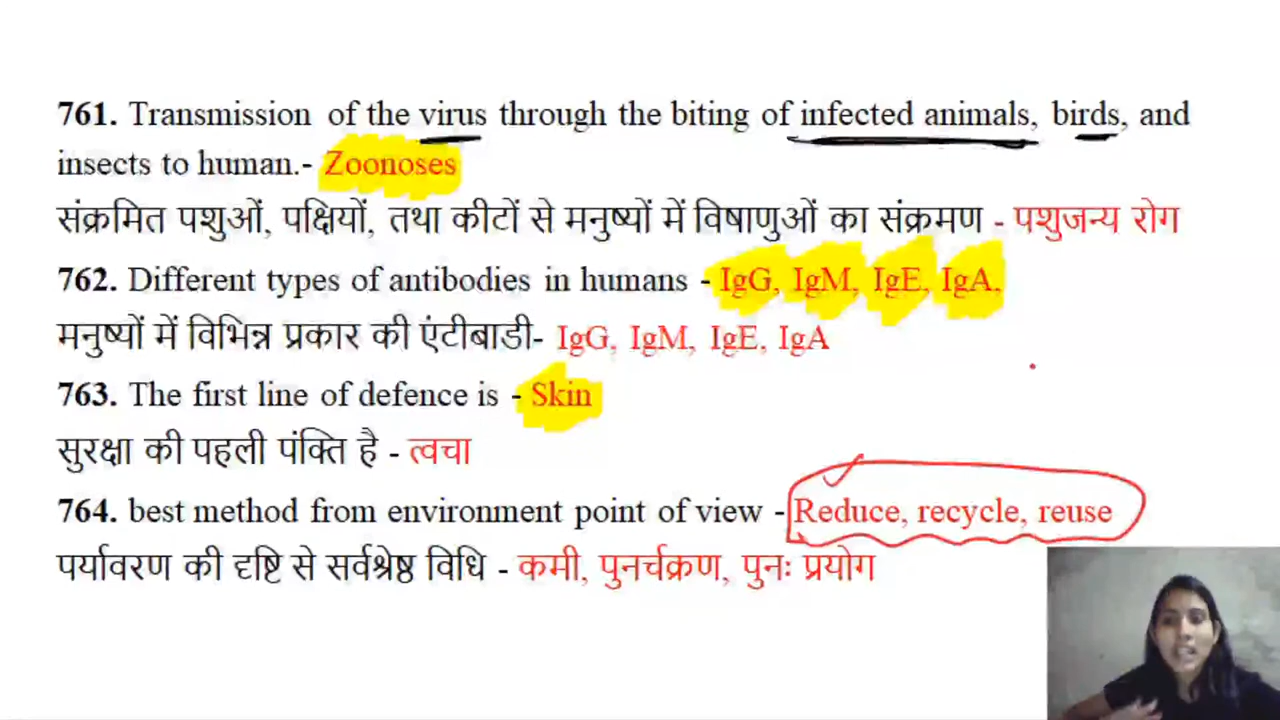 761. Transmission of the virus through the biting of infected animals, birds, and
insects to human.- Zoonoses
संक्रमित पशुओं, पक्षियों, तथा कीटों से मनुष्यों में विषाणुओं का संक्रमण - पशुजन्य रोग
762. Different types of antibodies in humans - IgG, IgM, IgE, IgA,
मनुष्यों में विभिन्न प्रकार की एंटीबाडी- IgG, IgM, IgE, IgA
763. The first line of defence is - Skin
सुरक्षा की पहली पंक्ति है - त्वचा
764. best method from environment point of view - Reduce, recycle, reuse
पर्यावरण की दृष्टि से सर्वश्रेष्ठ विधि - कमी, पुनर्चक्रण, पुनः प्रयोग